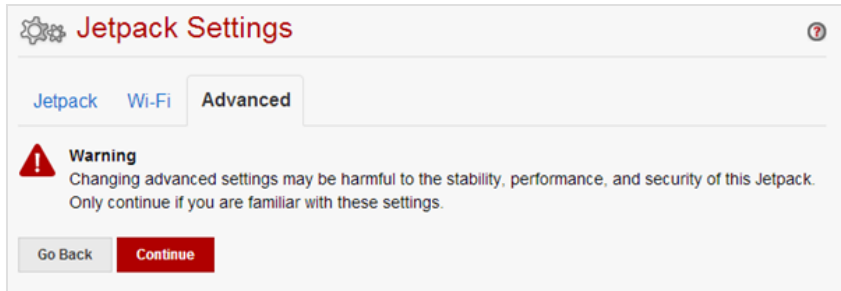 Jetpack Settings
?
Jetpack Wi-Fi Advanced
Warning
Changing advanced settings may be harmful to the stability, performance, and security of this Jetpack.
Only continue if you are familiar with these settings.
Go Back Continue